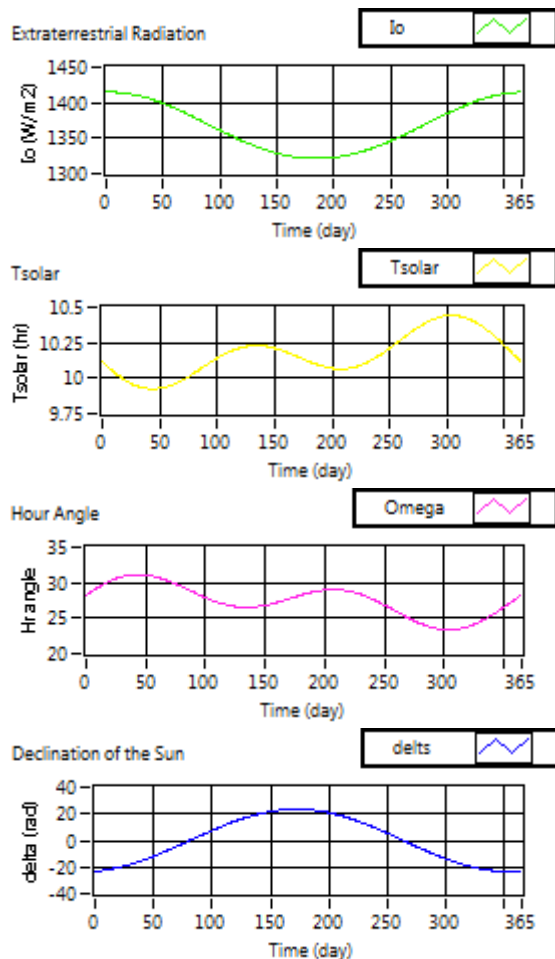 Extraterrestrial Radiation
Io
Io (W/m2)
1450
1400
1350
1300
0 50 100 150 200 250 300 365
Time (day)
Tsolar
Tsolar
Tsolar (hr)
10.5
10.25
10
9.75
0 50 100 150 200 250 300 365
Time (day)
Hour Angle
Omega
Hrangle
35
30
25
20
0 50 100 150 200 250 300 365
Time (day)
Declination of the Sun
delts
delta (rad)
40
20
0
-20
-40
0 50 100 150 200 250 300 365
Time (day)